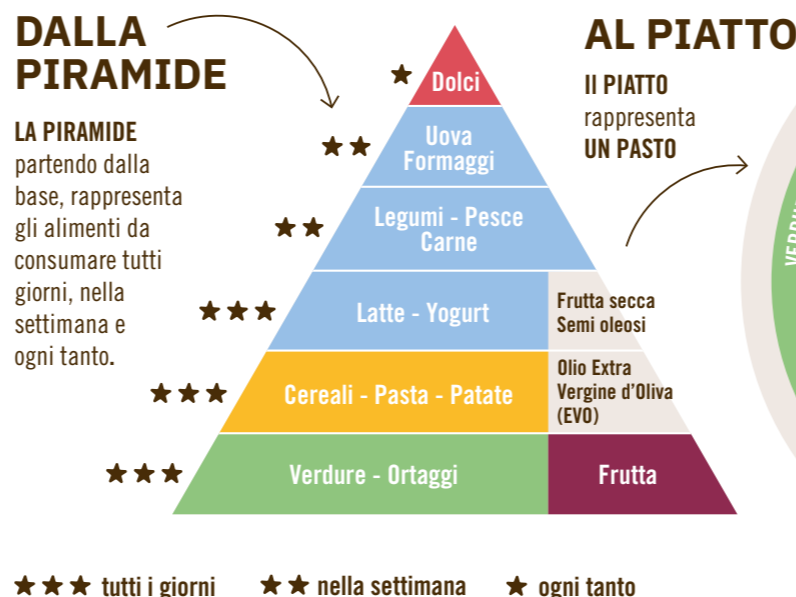 DALLA
PIRAMIDE
LA PIRAMIDE
partendo dalla
base, rappresenta
gli alimenti da
consumare tutti
giorni, nella
settimana e
ogni tanto.
Dolci
Uova
Formaggi
Legumi - Pesce
Carne
Latte - Yogurt
Frutta secca
Semi oleosi
Cereali - Pasta - Patate
Olio Extra
Vergine d'Oliva
(EVO)
Verdure - Ortaggi
Frutta
AL PIATTO
Il PIATTO
rappresenta
UN PASTO
tutti i giorni
nella settimana
ogni tanto